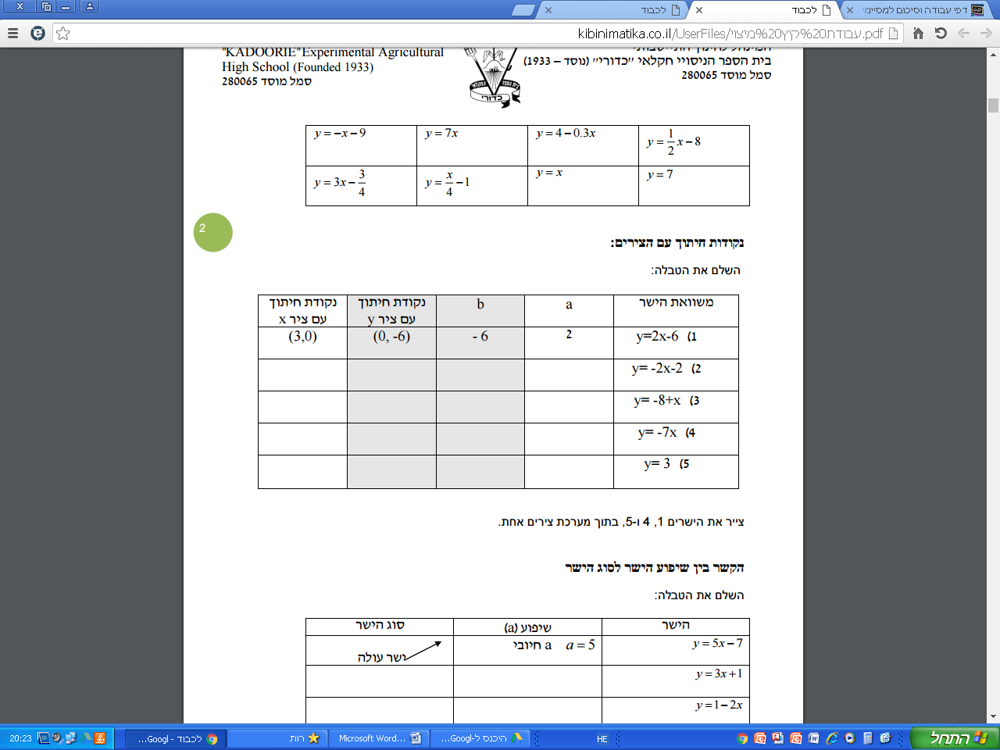 דפי עבודה וסיכום למסיימי
לכבוד
לכבוד
kibinimatika.co.il/UserFiles/עבודת%20קיץ%20מיצוי.pdf
"KADOORIE"Experimental Agricultural
High School (Founded 1933)
סמל מוסד 280065
בית הספר הניסויי חקלאי "כדורי" (נוסד – 1933)
סמל מוסד 280065
כדורי
y = −x − 9 y = 7x y = 4 − 0.3x y = 1/2 x − 8
y = 3x − 3/4 y = x/4 − 1 y = x y = 7
2
נקודות חיתוך עם הצירים:
השלם את הטבלה:
משוואת הישר a b נקודת חיתוך עם ציר y נקודת חיתוך עם ציר x
1) y=2x-6 2 - 6 (0, -6) (3,0)
2) y= -2x-2
3) y= -8+x
4) y= -7x
5) y= 3
צייר את הישרים 1, 4 ו-5, בתוך מערכת צירים אחת.
הקשר בין שיפוע הישר לסוג הישר
השלם את הטבלה:
הישר שיפוע (a) סוג הישר
y = 5x − 7 a = 5 a חיובי ישר עולה
y = 3x + 1
y = 1 − 2x
20:23 לכבוד - Googl... רות Microsoft Word... היכנס ל-Googl... HE התחל